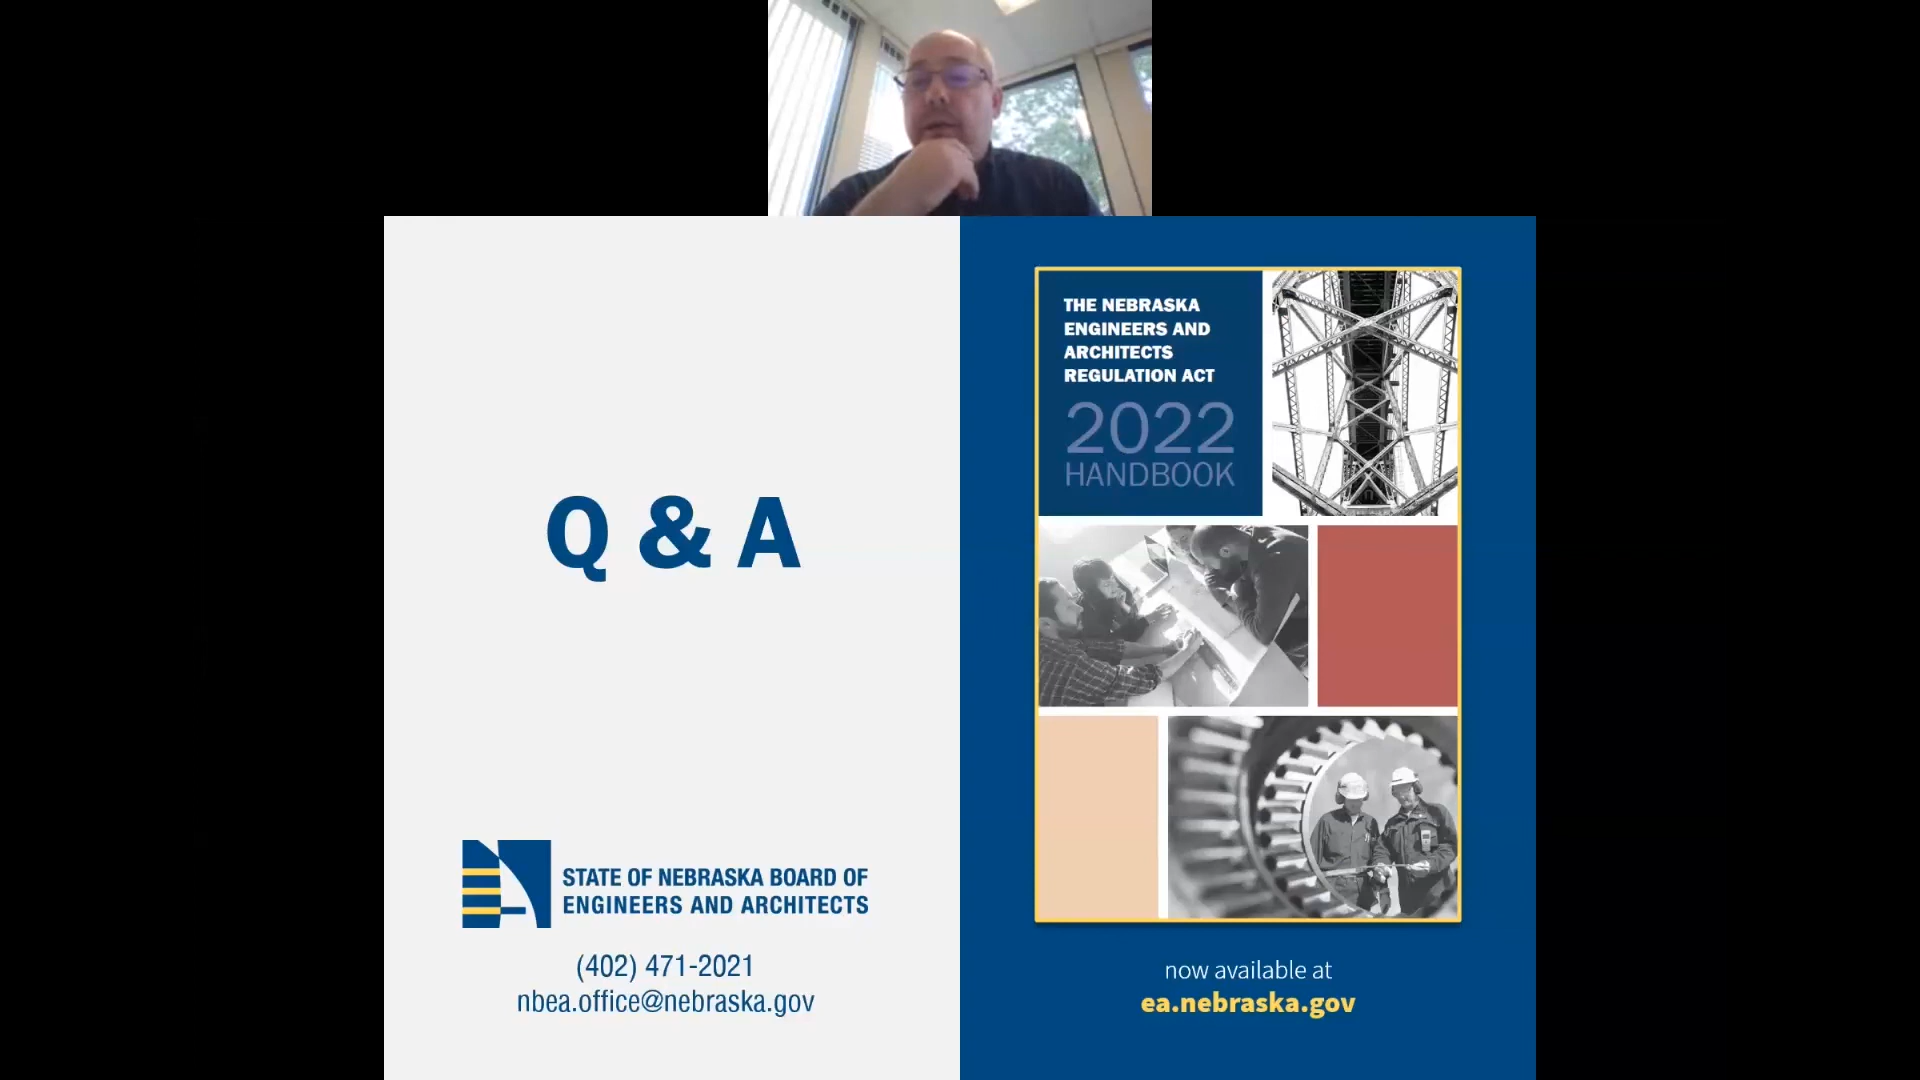 Q & A
STATE OF NEBRASKA BOARD OF
ENGINEERS AND ARCHITECTS
(402) 471-2021
nbea.office@nebraska.gov
THE NEBRASKA
ENGINEERS AND
ARCHITECTS
REGULATION ACT
2022
HANDBOOK
now available at
ea.nebraska.gov